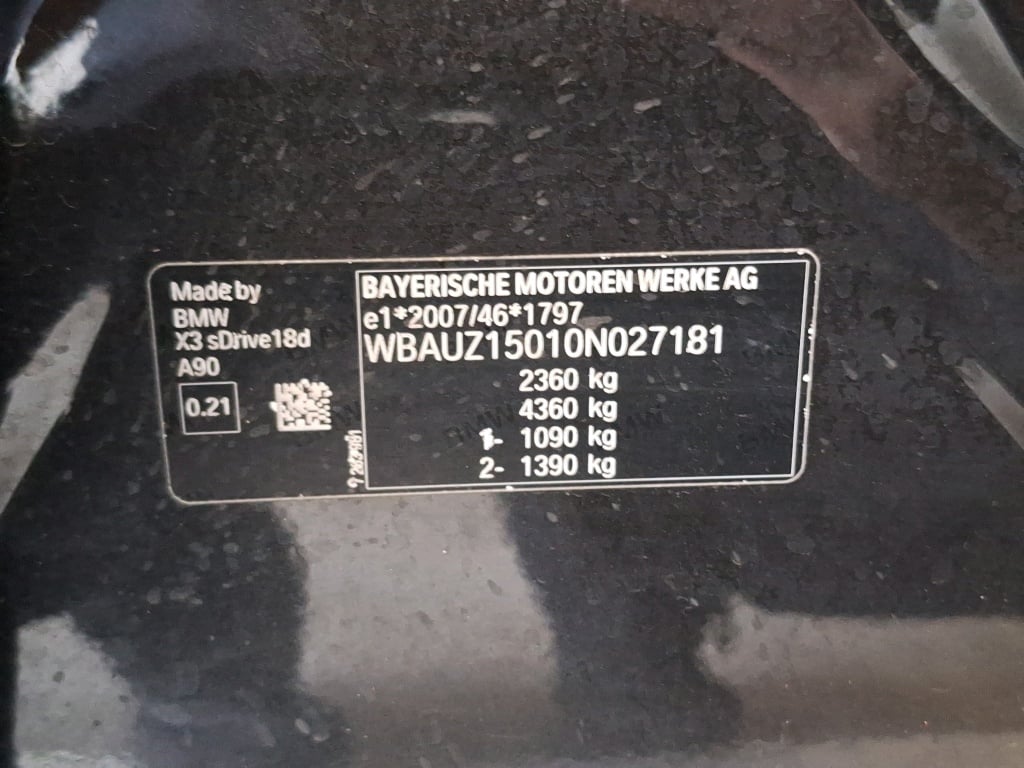 Made by
BMW
X3 sDrive18d
A90
0.21
BAYERISCHE MOTOREN WERKE AG
e1*2007/46*1797
WBAUZ15010N027181
2360 kg
4360 kg
1- 1090 kg
2- 1390 kg